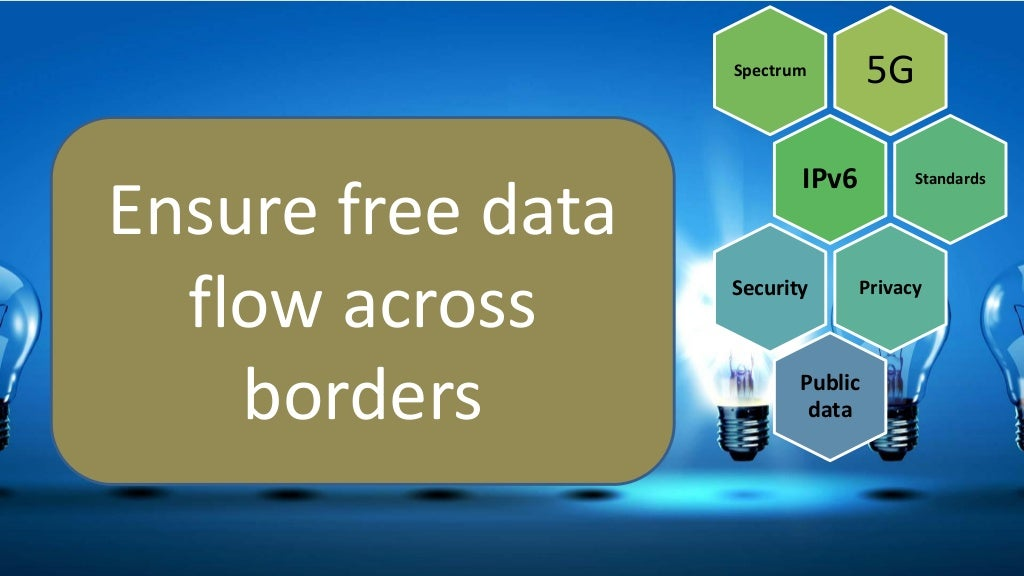 Ensure free data
flow across
borders
Spectrum
5G
IPv6
Standards
Security
Privacy
Public
data